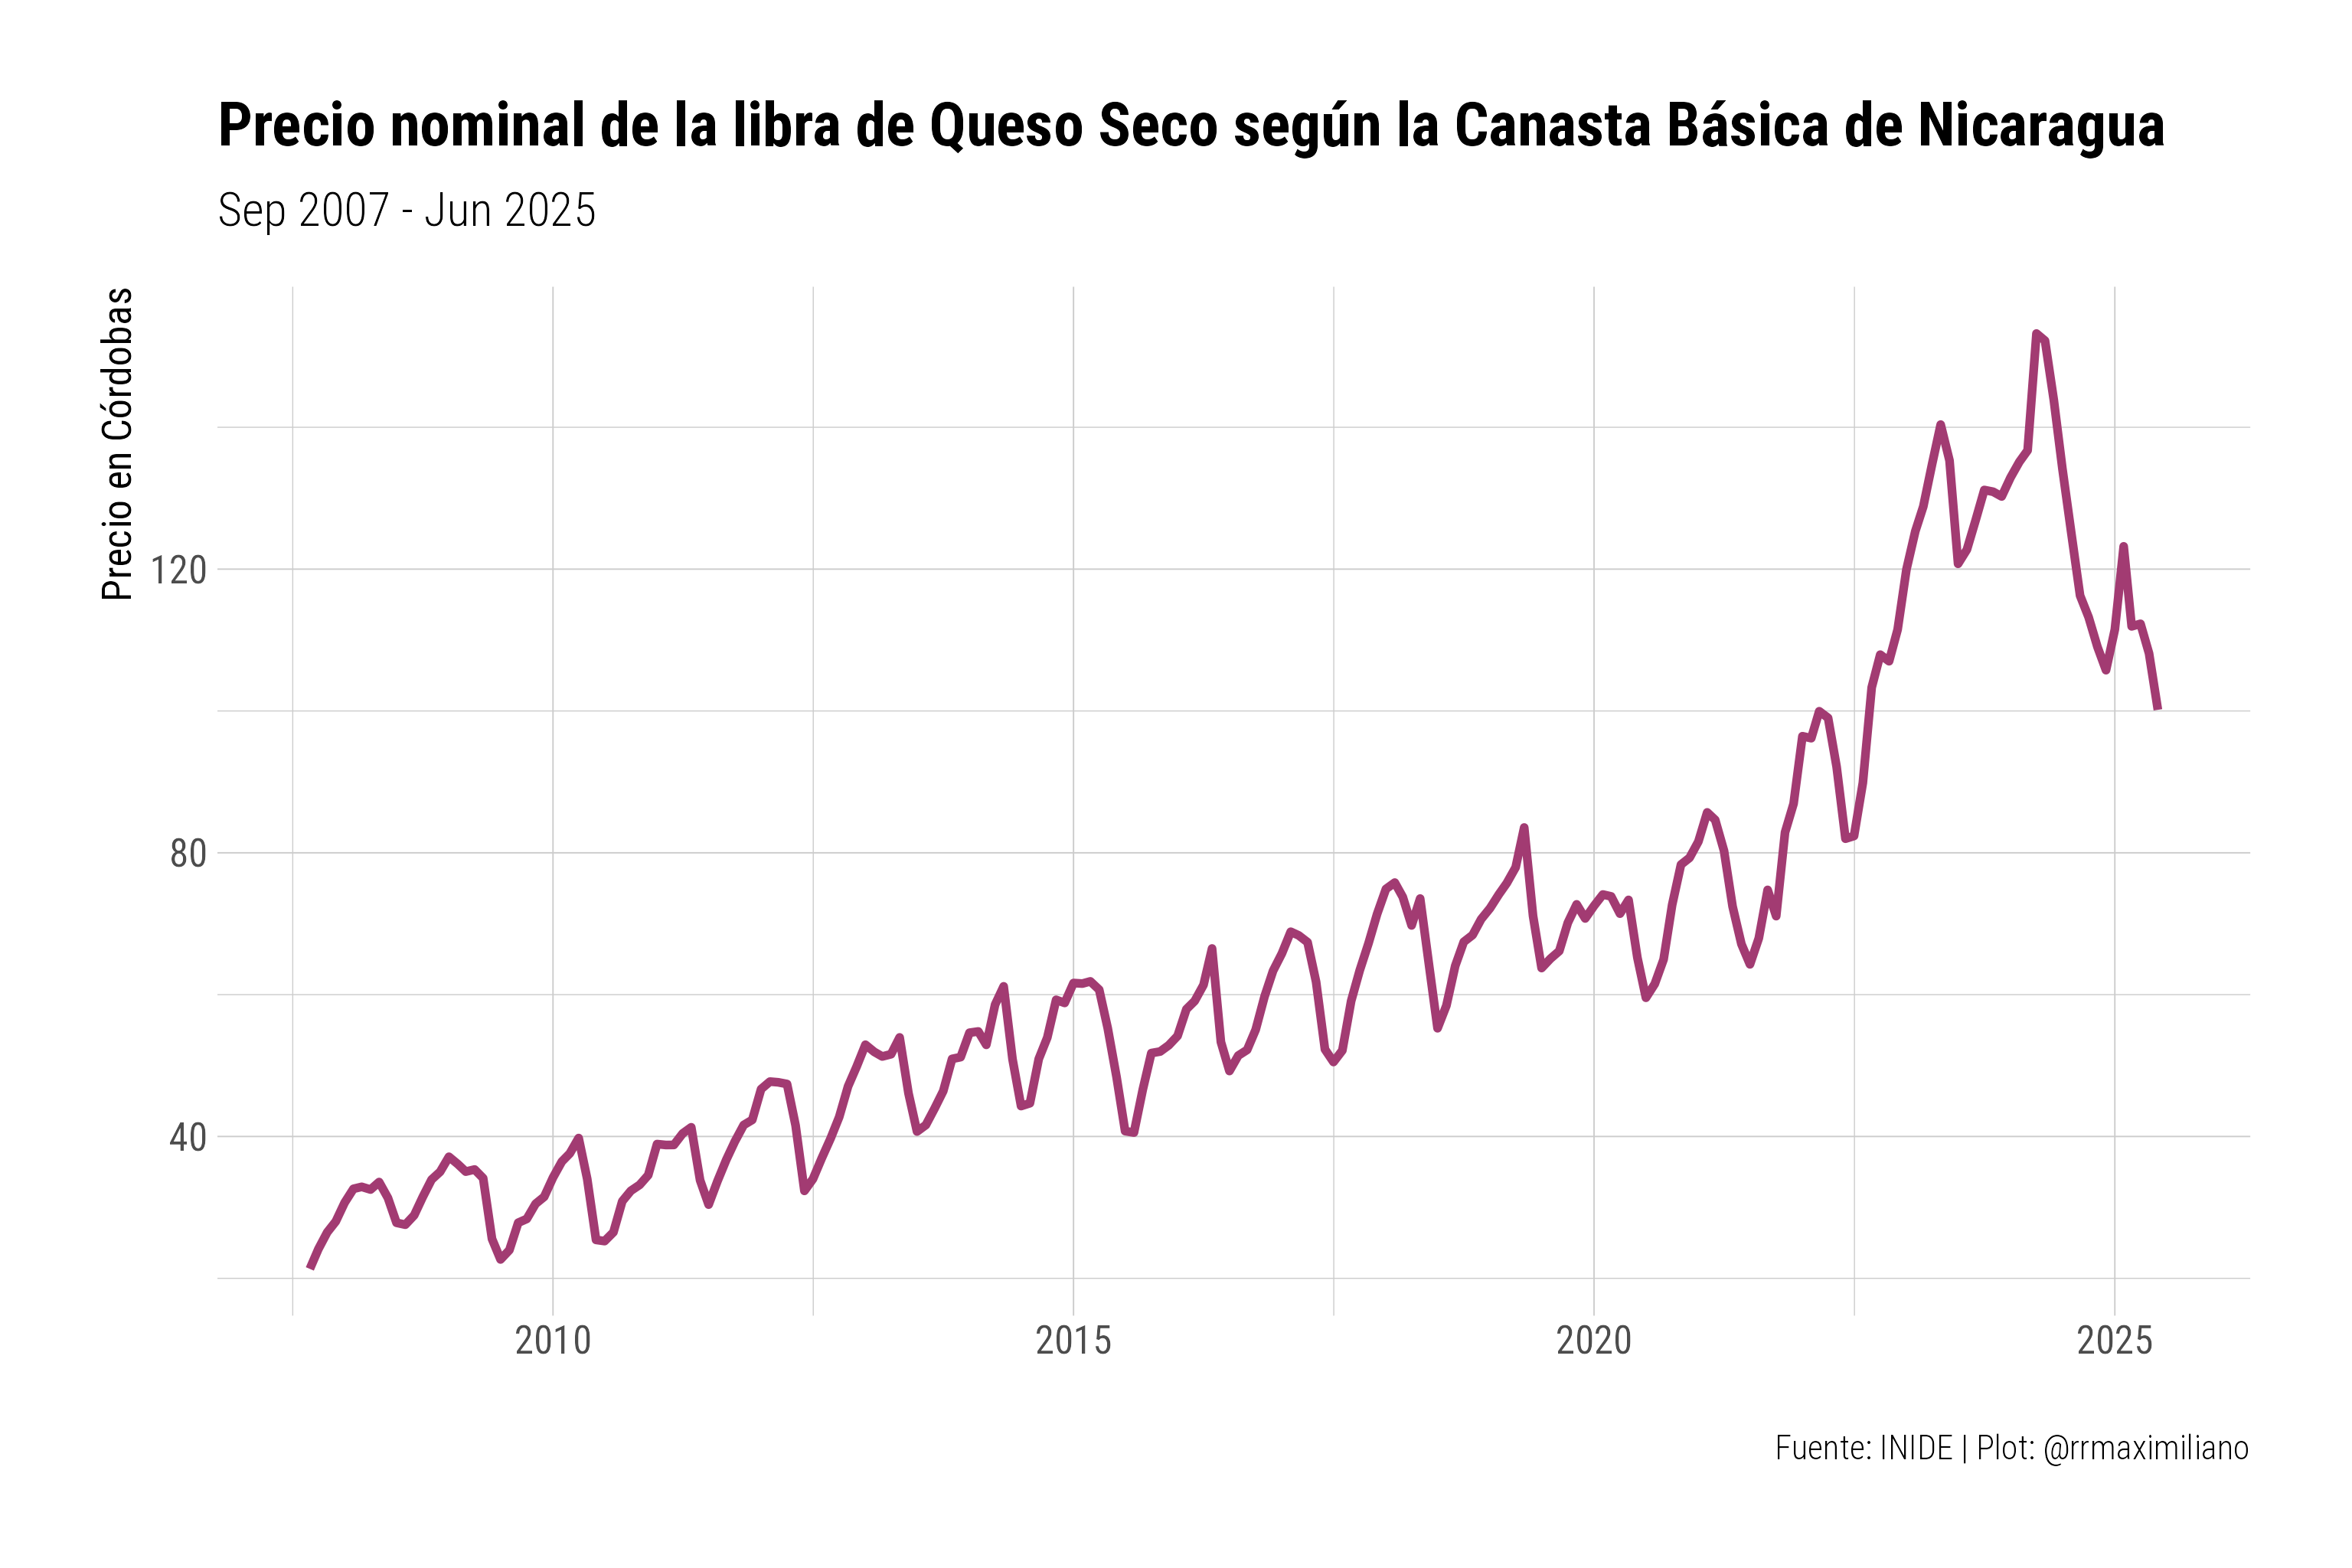 Precio nominal de la libra de Queso Seco según la Canasta Básica de Nicaragua
Sep 2007 - Jun 2025
Precio en Córdobas
120
80
40
2010
2015
2020
2025
Fuente: INIDE | Plot: @rrmaximiliano